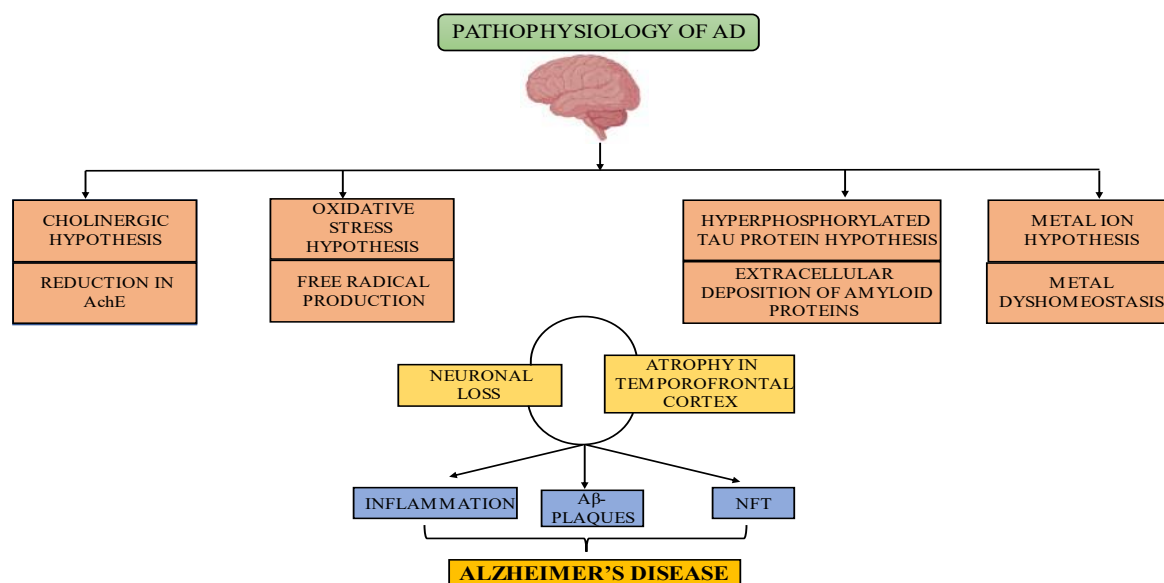 PATHOPHYSIOLOGY OF AD
CHOLINERGIC
HYPOTHESIS
REDUCTION IN
AchE
OXIDATIVE
STRESS
HYPOTHESIS
FREE RADICAL
PRODUCTION
HYPERPHOSPHORYLATED
TAU PROTEIN HYPOTHESIS
EXTRACELLULAR
DEPOSITION OF AMYLOID
PROTEINS
METAL ION
HYPOTHESIS
METAL
DYSHOMEOSTASIS
NEURONAL
LOSS
ATROPHY IN
TEMPOROFRONTAL
CORTEX
INFLAMMATION
Aβ-
PLAQUES
NFT
ALZHEIMER'S DISEASE